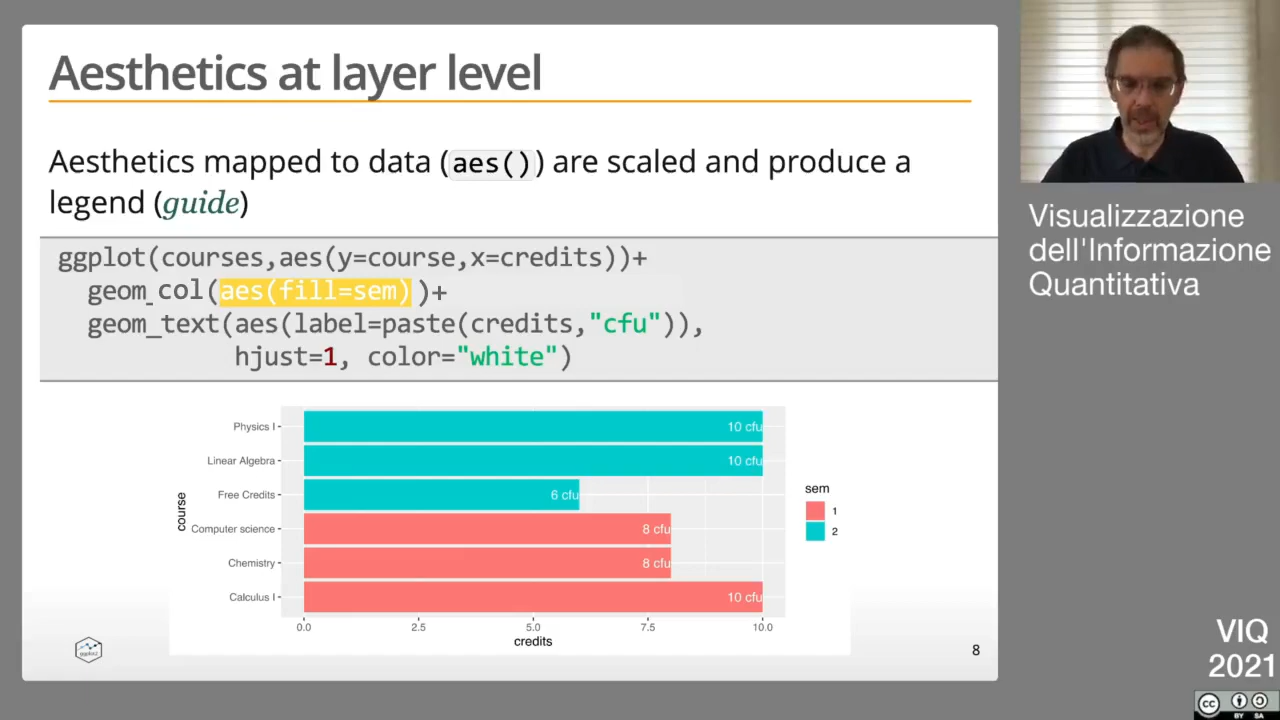 Aesthetics at layer level
Aesthetics mapped to data (aes()) are scaled and produce a
legend (guide)
ggplot(courses,aes(y=course,x=credits))+
geom_col(aes(fill=sem))+
geom_text(aes(label=paste(credits,"cfu")),
hjust=1, color="white")
Physics I
10 cfu
Linear Algebra
10 cfu
Free Credits
6 cfu
Computer science
8 cfu
Chemistry
8 cfu
Calculus I
10 cfu
course
0.0 2.5 5.0 7.5 10.0
credits
sem
1
2
ggplot2
8
Visualizzazione
dell'Informazione
Quantitativa
VIQ
2021
cc
BY SA